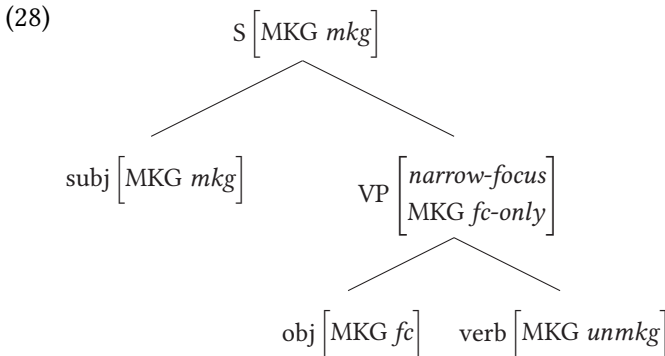 (28)
S [MKG mkg]
subj [MKG mkg]
VP [narrow-focus
MKG fc-only]
obj [MKG fc] verb [MKG unmkg]